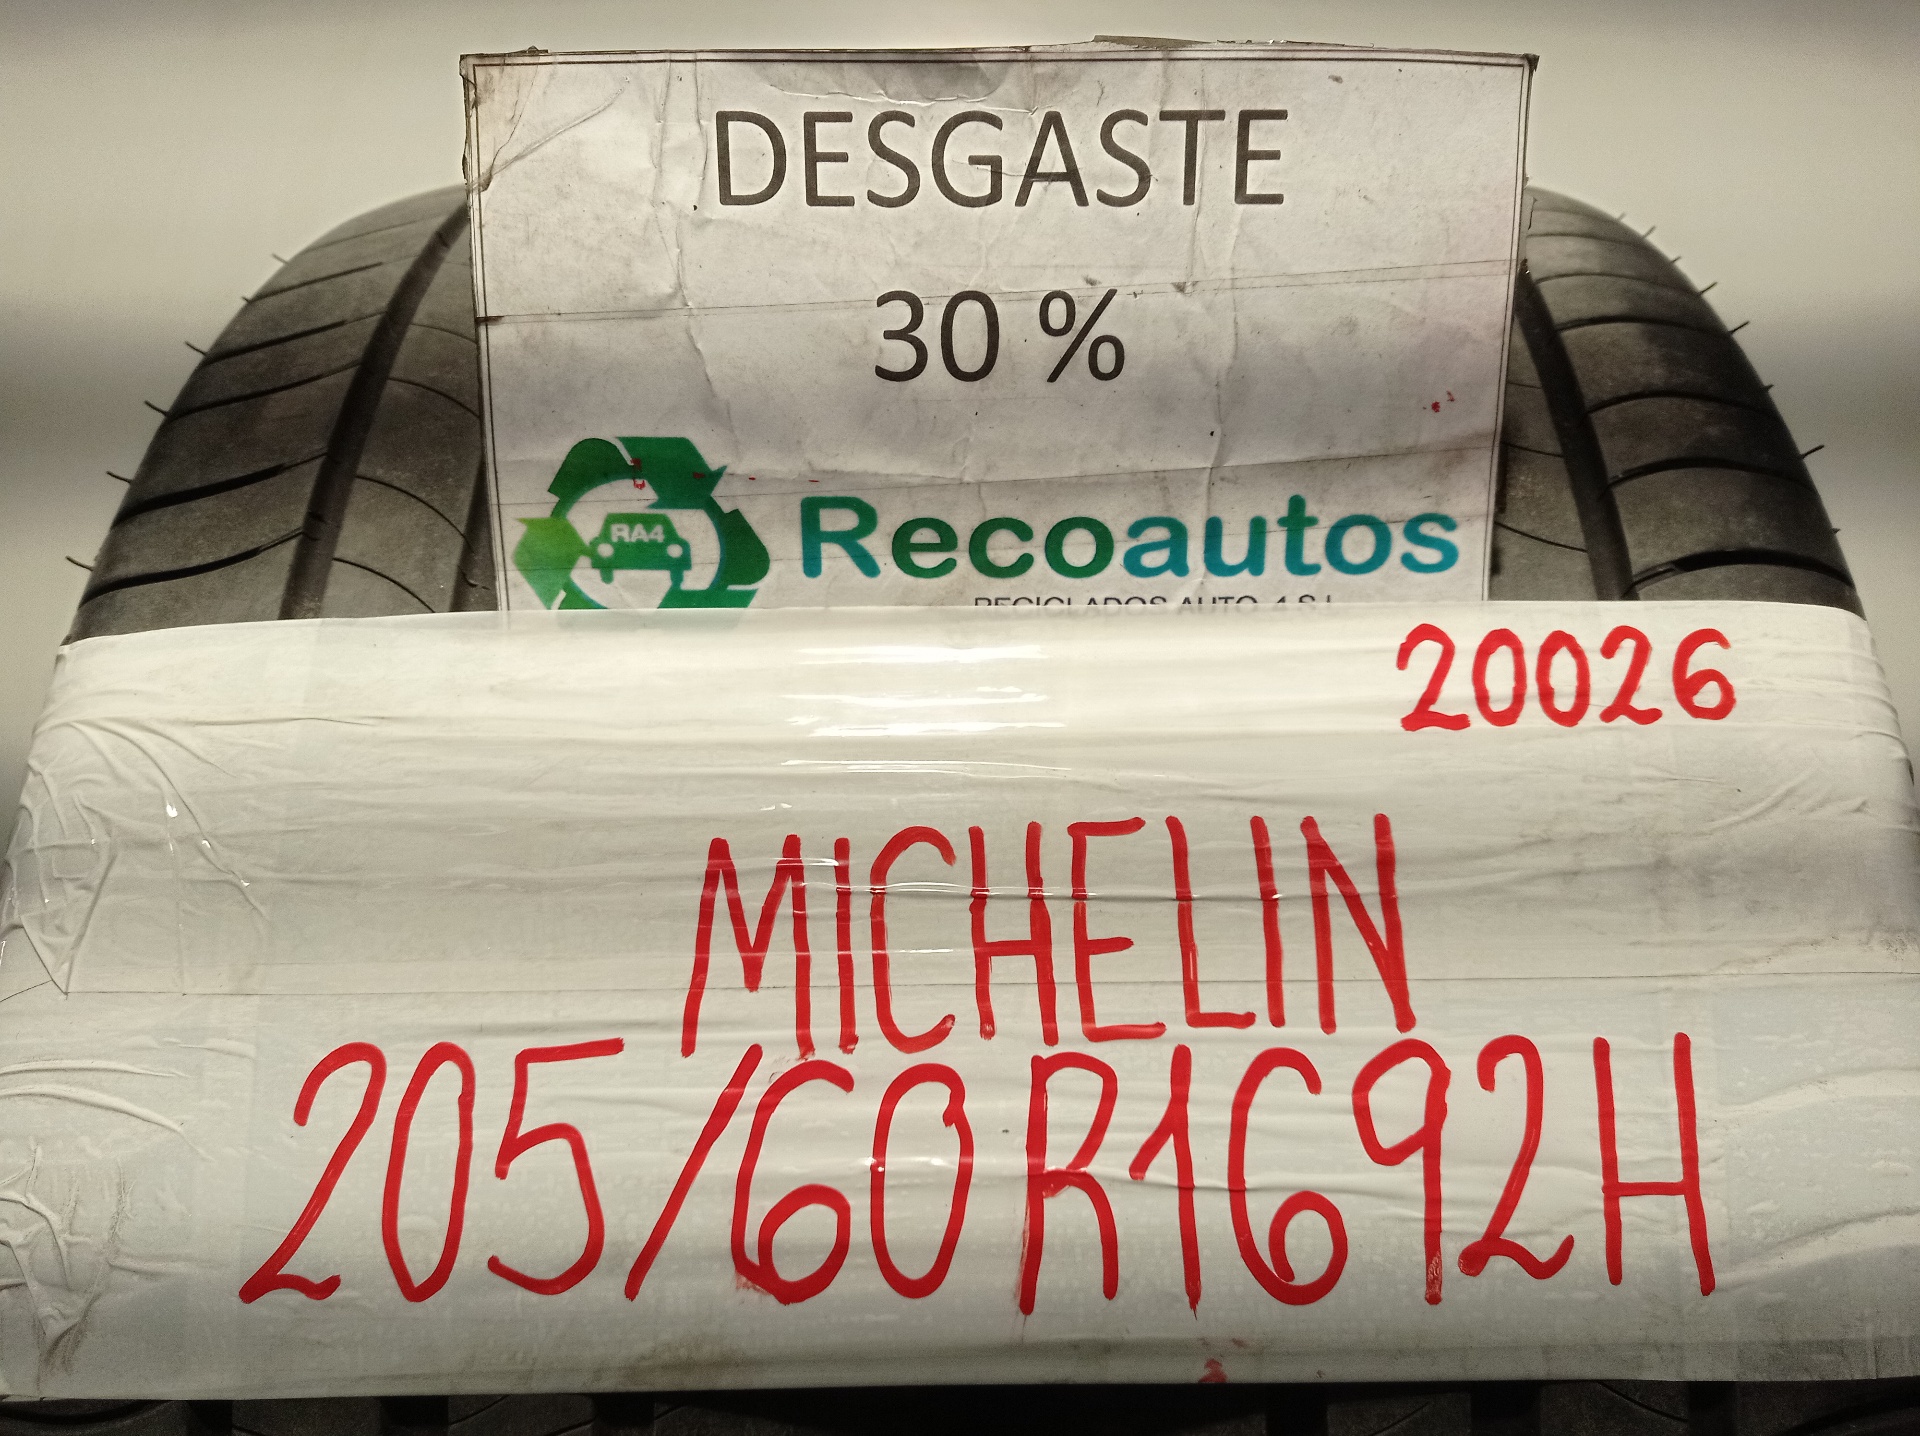 DESGASTE
30 %
RA4
Recoautos
RECICLADOS AUTO 4 S.L.
20026
MICHELIN
205/60 R16 92H